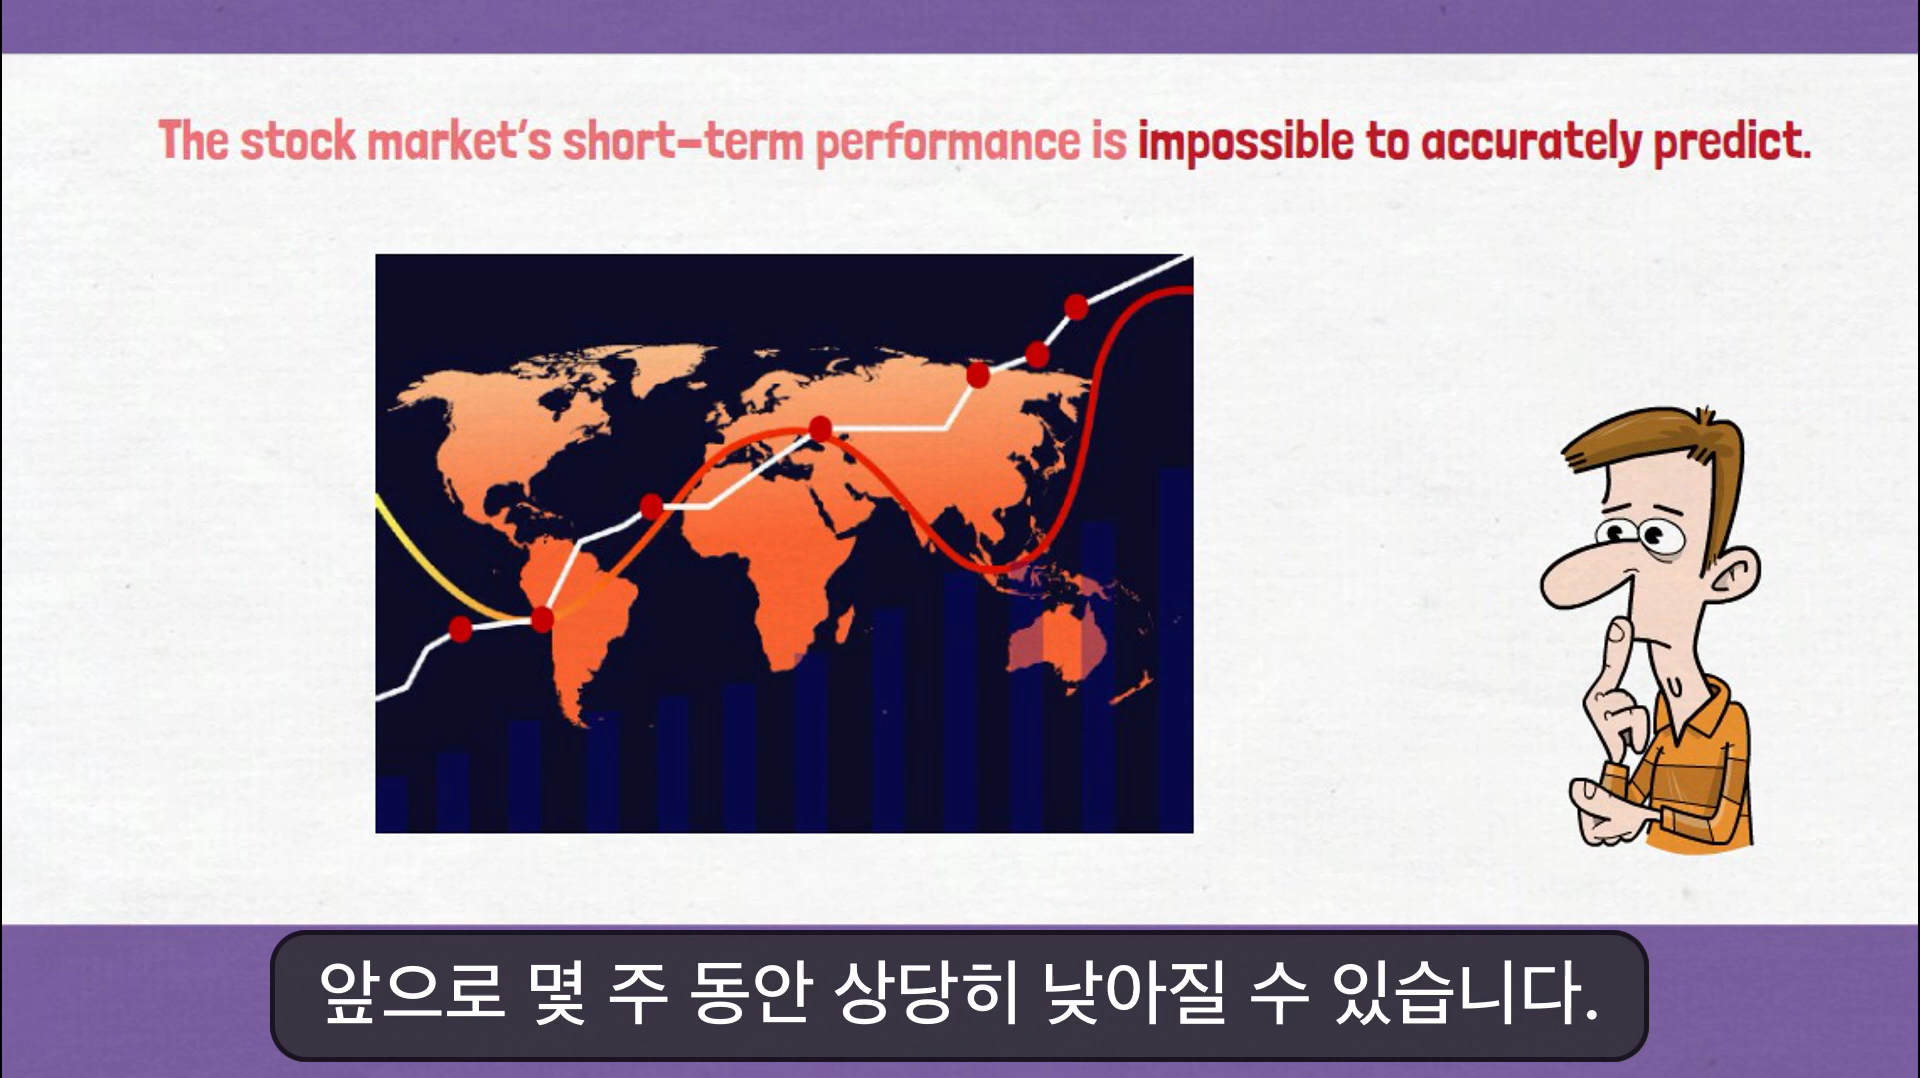 The stock market's short-term performance is impossible to accurately predict.
앞으로 몇 주 동안 상당히 낮아질 수 있습니다.